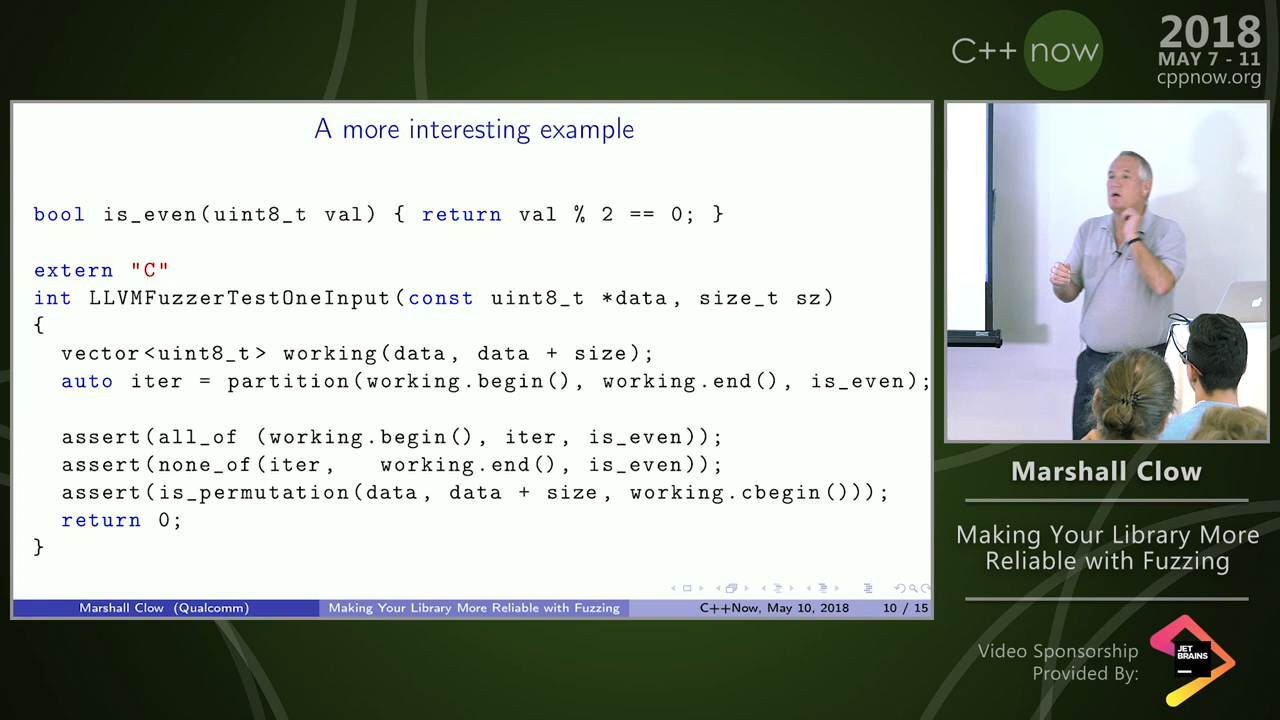 C++ now
2018
MAY 7 - 11
cppnow.org
A more interesting example
bool is_even(uint8_t val) { return val % 2 == 0; }
extern "C"
int LLVMFuzzerTestOneInput(const uint8_t *data, size_t sz)
{
vector<uint8_t> working(data, data + size);
auto iter = partition(working.begin(), working.end(), is_even);
assert(all_of (working.begin(), iter, is_even));
assert(none_of(iter, working.end(), is_even));
assert(is_permutation(data, data + size, working.cbegin()));
return 0;
}
Marshall Clow (Qualcomm) Making Your Library More Reliable with Fuzzing C++Now, May 10, 2018 10 / 15
Marshall Clow
Making Your Library More
Reliable with Fuzzing
Video Sponsorship
Provided By:
JET
BRAINS